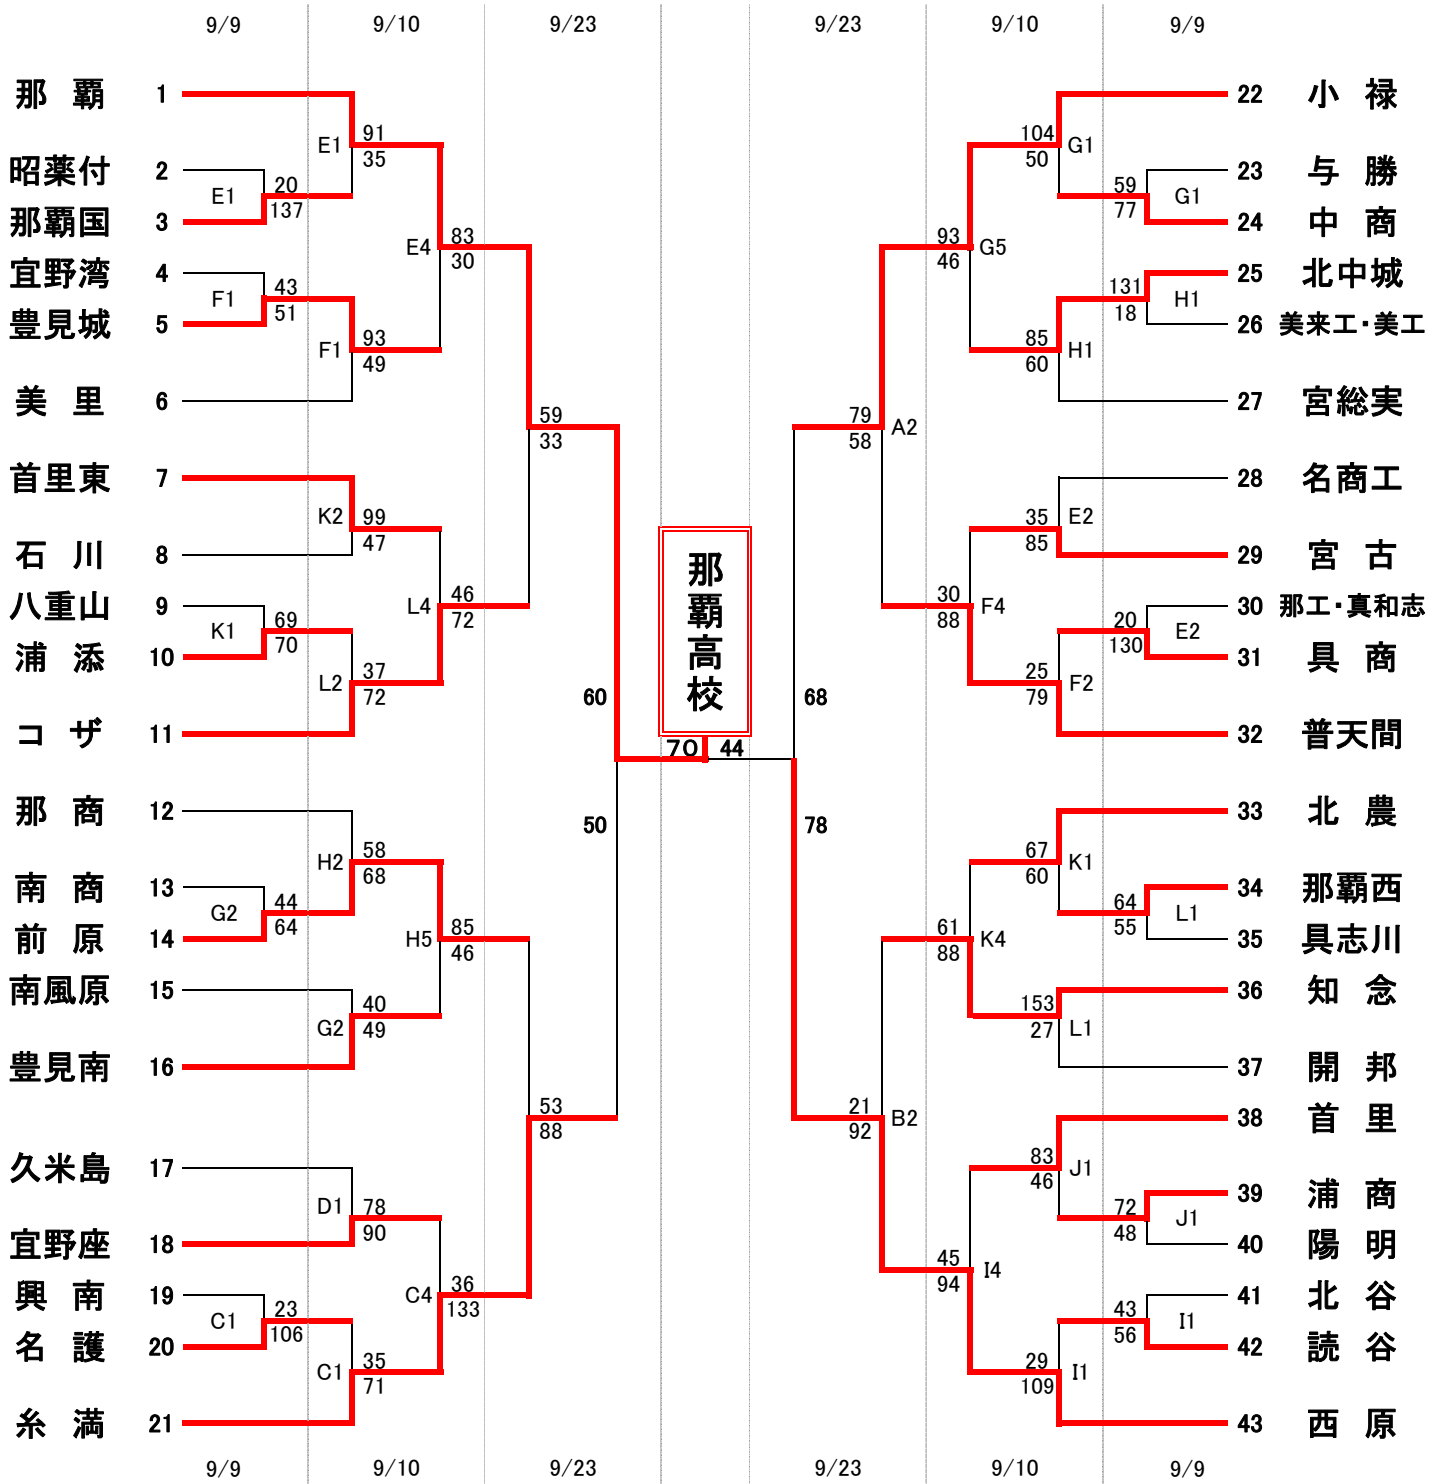 9/9 9/10 9/23 9/23 9/10 9/9
那覇 1 22 小禄
E1 91 104 G1
35 50
昭薬付 2 23 与勝
E1 20 59 G1
137 77
那覇国 3 24 中商
E4 83 93 G5
30 46
宜野湾 4 25 北中城
F1 43 131 H1
51 18
豊見城 5 26 美来工・美工
F1 93 85 H1
49 60
美里 6 27 宮総実
59 79 A2
33 58
首里東 7 28 名商工
K2 99 35 E2
47 85
石川 8 29 宮古
八重山 9 30 那工・真和志
L4 46 30 F4
72 88
K1 69 20 E2
70 130
浦添 10 31 具商
L2 37 25 F2
72 79
60 68
コザ 11 32 普天間
那覇高校
70 44
那商 12 33 北農
50 78
H2 58 67 K1
68 60
南商 13 34 那覇西
G2 44 64 L1
64 55
前原 14 35 具志川
H5 85 61 K4
46 88
南風原 15 36 知念
G2 40 153 L1
49 27
豊見南 16 37 開邦
53 21 B2
88 92
38 首里
久米島 17
83 J1
46
D1 78 72 J1
90 48
39 浦商
宜野座 18 40 陽明
C4 36 45 I4
133 94
興南 19 41 北谷
C1 23 43 I1
106 56
名護 20 42 読谷
C1 35 29 I1
71 109
糸満 21 43 西原
9/9 9/10 9/23 9/23 9/10 9/9